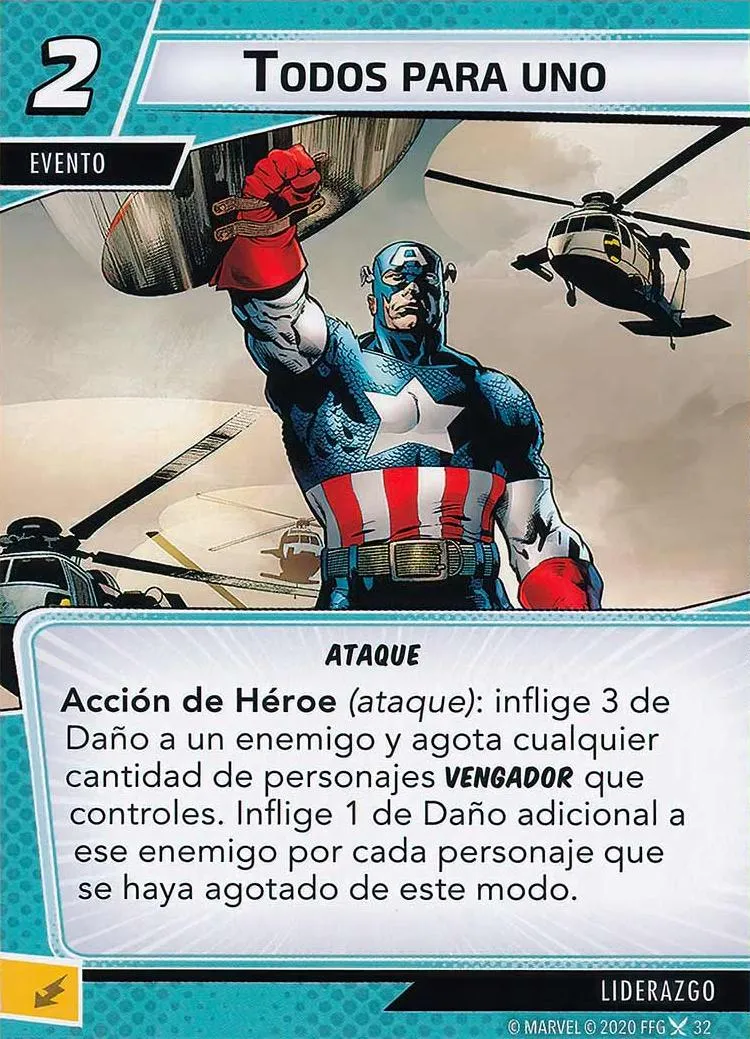 2
TODOS PARA UNO
EVENTO
ATAQUE
Acción de Héroe (ataque): inflige 3 de
Daño a un enemigo y agota cualquier
cantidad de personajes VENGADOR que
controles. Inflige 1 de Daño adicional a
ese enemigo por cada personaje que
se haya agotado de este modo.
LIDERAZGO
© MARVEL © 2020 FFG 32